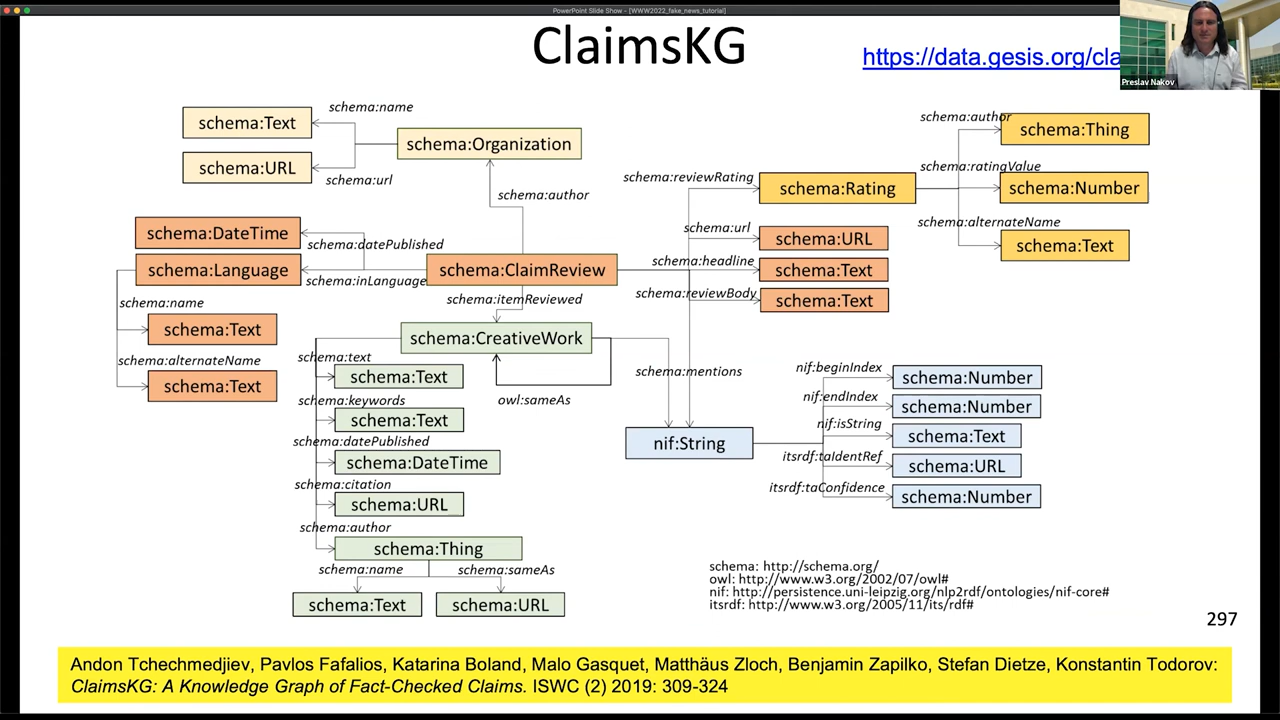 PowerPoint Slide Show - [WWW2022_fake_news_tutorial]
ClaimsKG
https://data.gesis.org/cla
Preslav Nakov
schema:name
schema:Text
schema:Organization
schema:URL
schema:url
schema:author
schema:DateTime
schema:datePublished
schema:Language
schema:inLanguage
schema:ClaimReview
schema:name
schema:Text
schema:alternateName
schema:Text
schema:itemReviewed
schema:CreativeWork
owl:sameAs
schema:text
schema:Text
schema:keywords
schema:Text
schema:datePublished
schema:DateTime
schema:citation
schema:URL
schema:author
schema:Thing
schema:name
schema:sameAs
schema:Text
schema:URL
schema:reviewRating
schema:Rating
schema:author
schema:Thing
schema:ratingValue
schema:Number
schema:alternateName
schema:Text
schema:url
schema:URL
schema:headline
schema:Text
schema:reviewBody
schema:Text
schema:mentions
nif:String
nif:beginIndex
schema:Number
nif:endIndex
schema:Number
nif:isString
schema:Text
itsrdf:taIdentRef
schema:URL
itsrdf:taConfidence
schema:Number
schema: http://schema.org/
owl: http://www.w3.org/2002/07/owl#
nif: http://persistence.uni-leipzig.org/nlp2rdf/ontologies/nif-core#
itsrdf: http://www.w3.org/2005/11/its/rdf#
297
Andon Tchechmedjiev, Pavlos Fafalios, Katarina Boland, Malo Gasquet, Matthäus Zloch, Benjamin Zapilko, Stefan Dietze, Konstantin Todorov:
ClaimsKG: A Knowledge Graph of Fact-Checked Claims. ISWC (2) 2019: 309-324